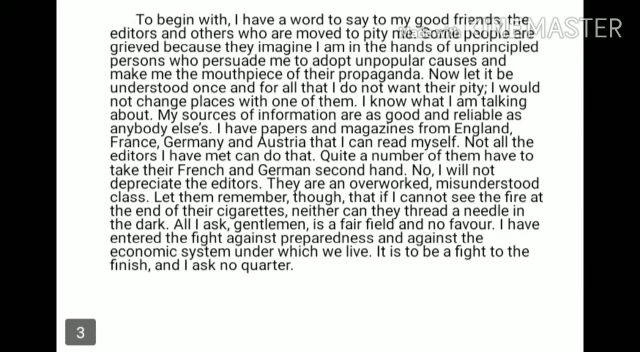 To begin with, I have a word to say to my good friends, the
editors and others who are moved to pity me. Some people are
grieved because they imagine I am in the hands of unprincipled
persons who persuade me to adopt unpopular causes and
make me the mouthpiece of their propaganda. Now let it be
understood once and for all that I do not want their pity; I would
not change places with one of them. I know what I am talking
about. My sources of information are as good and reliable as
anybody else's. I have papers and magazines from England,
France, Germany and Austria that I can read myself. Not all the
editors I have met can do that. Quite a number of them have to
take their French and German second hand. No, I will not
depreciate the editors. They are an overworked, misunderstood
class. Let them remember, though, that if I cannot see the fire at
the end of their cigarettes, neither can they thread a needle in
the dark. All I ask, gentlemen, is a fair field and no favour. I have
entered the fight against preparedness and against the
economic system under which we live. It is to be a fight to the
finish, and I ask no quarter.
3
KINEMASTER